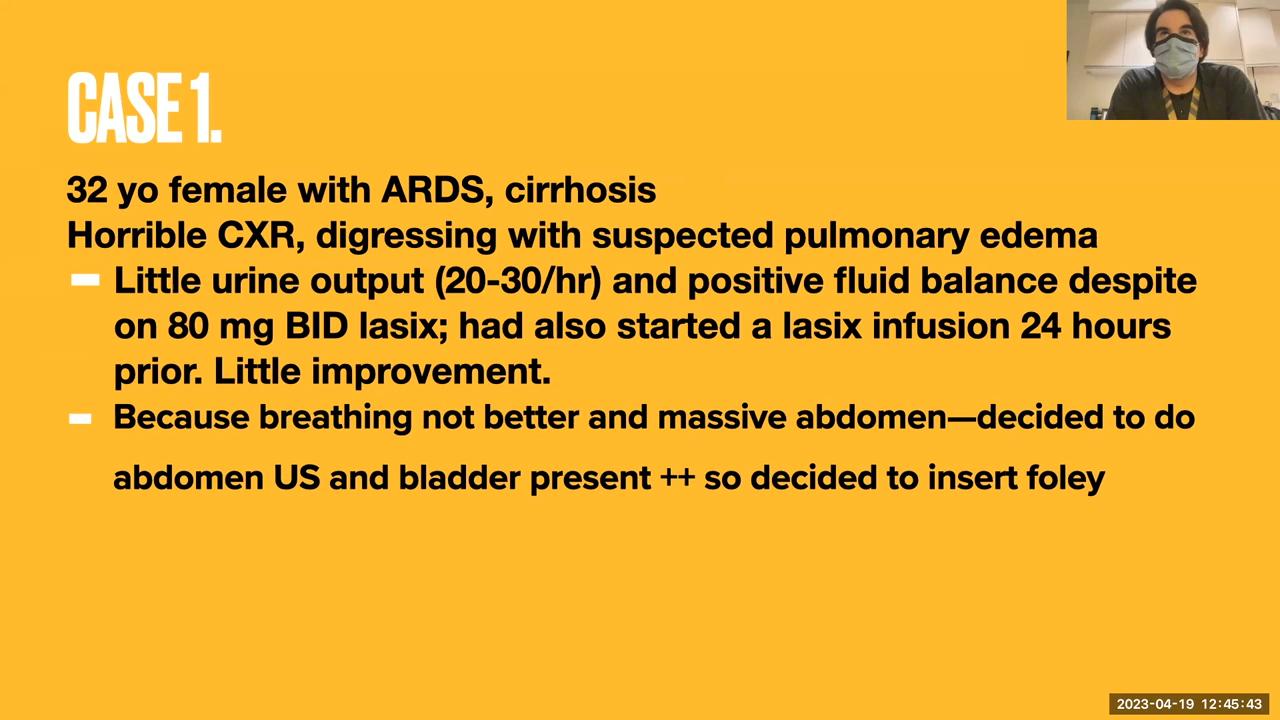 CASE 1.
32 yo female with ARDS, cirrhosis
Horrible CXR, digressing with suspected pulmonary edema
Little urine output (20-30/hr) and positive fluid balance despite
on 80 mg BID lasix; had also started a lasix infusion 24 hours
prior. Little improvement.
Because breathing not better and massive abdomen—decided to do
abdomen US and bladder present ++ so decided to insert foley
2023-04-19 12:45:43